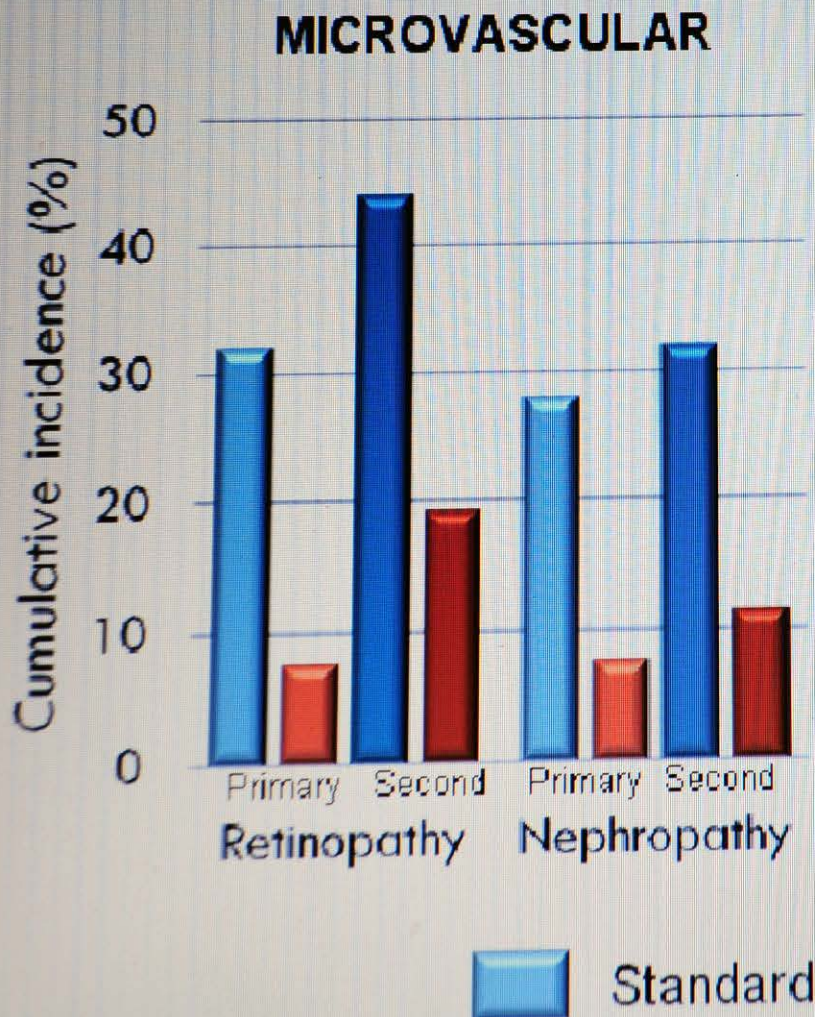 MICROVASCULAR
Cumulative incidence (%)
50
40
30
20
10
0
Primary Second Primary Second
Retinopathy Nephropathy
Standard